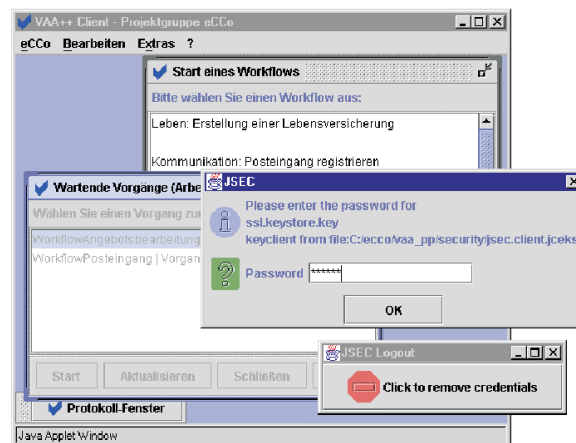 VAA++ Client - Projektgruppe eCCo
eCCo Bearbeiten Extras ?
Start eines Workflows
Bitte wählen Sie einen Workflow aus:
Leben: Erstellung einer Lebensversicherung
Kommunikation: Posteingang registrieren
Wartende Vorgänge (Arbe
Wählen Sie einen Vorgang zur
WorkflowAngebotsbearbeitung
WorkflowPosteingang | Vorgan
Start Aktualisieren Schließen
JSEC
Please enter the password for
ssl.keystore.key
keyclient from file:C:/ecco/vaa_pp/security/jsec.client.jceks
Password ******
OK
JSEC Logout
Click to remove credentials
Protokoll-Fenster
Java Applet Window